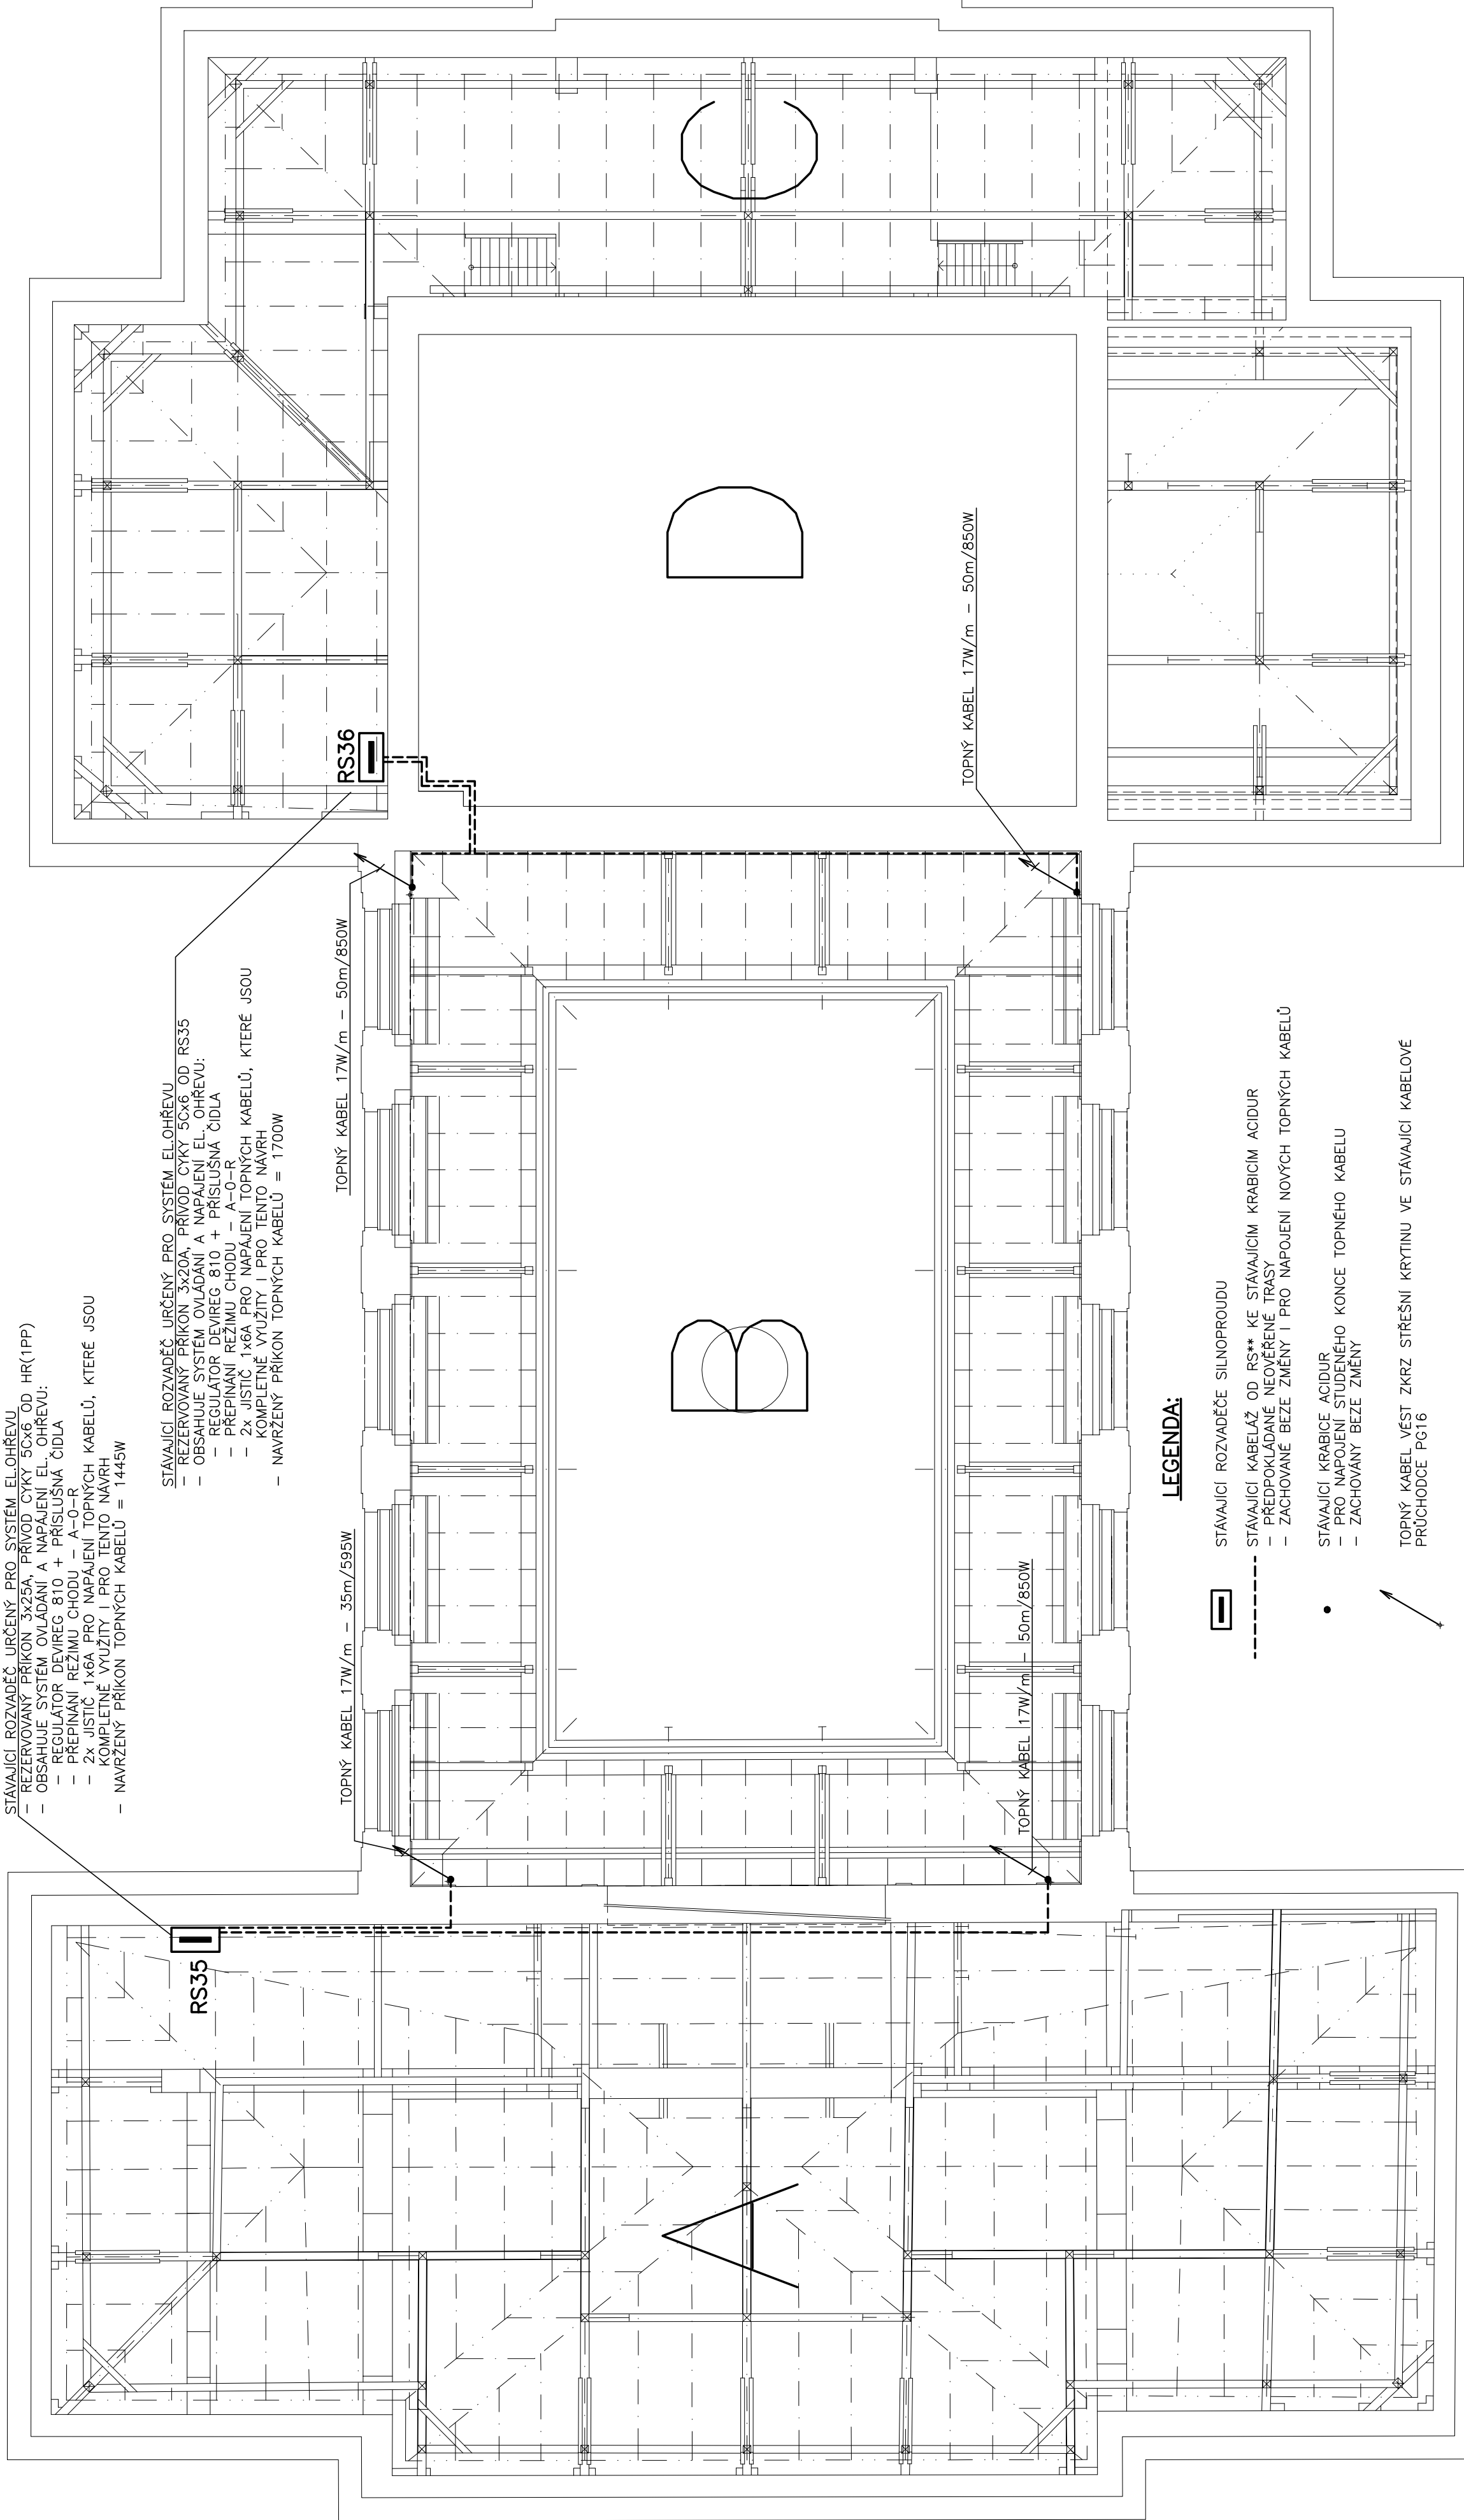 STÁVAJÍCÍ ROZVADĚČ URČENÝ PRO SYSTÉM EL.OHŘEVU
– REZERVOVANÝ PŘÍKON 3x25A, PŘÍVOD CYKY 5Cx6 OD HR(1PP)
– OBSAHUJE SYSTÉM OVLÁDÁNÍ A NAPÁJENÍ EL. OHŘEVU:
– REGULÁTOR DEVIREG 810 + PŘÍSLUŠNÁ ČIDLA
– PŘEPÍNÁNÍ REŽIMU CHODU – A–0–R
– 2x JISTIČ 1x6A PRO NAPÁJENÍ TOPNÝCH KABELŮ, KTERÉ JSOU
KOMPLETNĚ VYUŽITY I PRO TENTO NÁVRH
– NAVRŽENÝ PŘÍKON TOPNÝCH KABELŮ = 1445W
STÁVAJÍCÍ ROZVADĚČ URČENÝ PRO SYSTÉM EL.OHŘEVU
– REZERVOVANÝ PŘÍKON 3x20A, PŘÍVOD CYKY 5Cx6 OD RS35
– OBSAHUJE SYSTÉM OVLÁDÁNÍ A NAPÁJENÍ EL. OHŘEVU:
– REGULÁTOR DEVIREG 810 + PŘÍSLUŠNÁ ČIDLA
– PŘEPÍNÁNÍ REŽIMU CHODU – A–0–R
– 2x JISTIČ 1x6A PRO NAPÁJENÍ TOPNÝCH KABELŮ, KTERÉ JSOU
KOMPLETNĚ VYUŽITY I PRO TENTO NÁVRH
– NAVRŽENÝ PŘÍKON TOPNÝCH KABELŮ = 1700W
RS35
RS36
TOPNÝ KABEL 17W/m – 35m/595W
TOPNÝ KABEL 17W/m – 50m/850W
TOPNÝ KABEL 17W/m – 50m/850W
TOPNÝ KABEL 17W/m – 50m/850W
A
B
D
C
LEGENDA:
STÁVAJÍCÍ ROZVADĚČE SILNOPROUDU
STÁVAJÍCÍ KABELÁŽ OD RS** KE STÁVAJÍCÍM KRABICÍM ACIDUR
– PŘEDPOKLÁDANÉ NEOVĚŘENÉ TRASY
– ZACHOVANÉ BEZE ZMĚNY I PRO NAPOJENÍ NOVÝCH TOPNÝCH KABELŮ
STÁVAJÍCÍ KRABICE ACIDUR
– PRO NAPOJENÍ STUDENÉHO KONCE TOPNÉHO KABELU
– ZACHOVÁNY BEZE ZMĚNY
TOPNÝ KABEL VÉST ZKRZ STŘEŠNÍ KRYTINU VE STÁVAJÍCÍ KABELOVÉ
PRŮCHODCE PG16